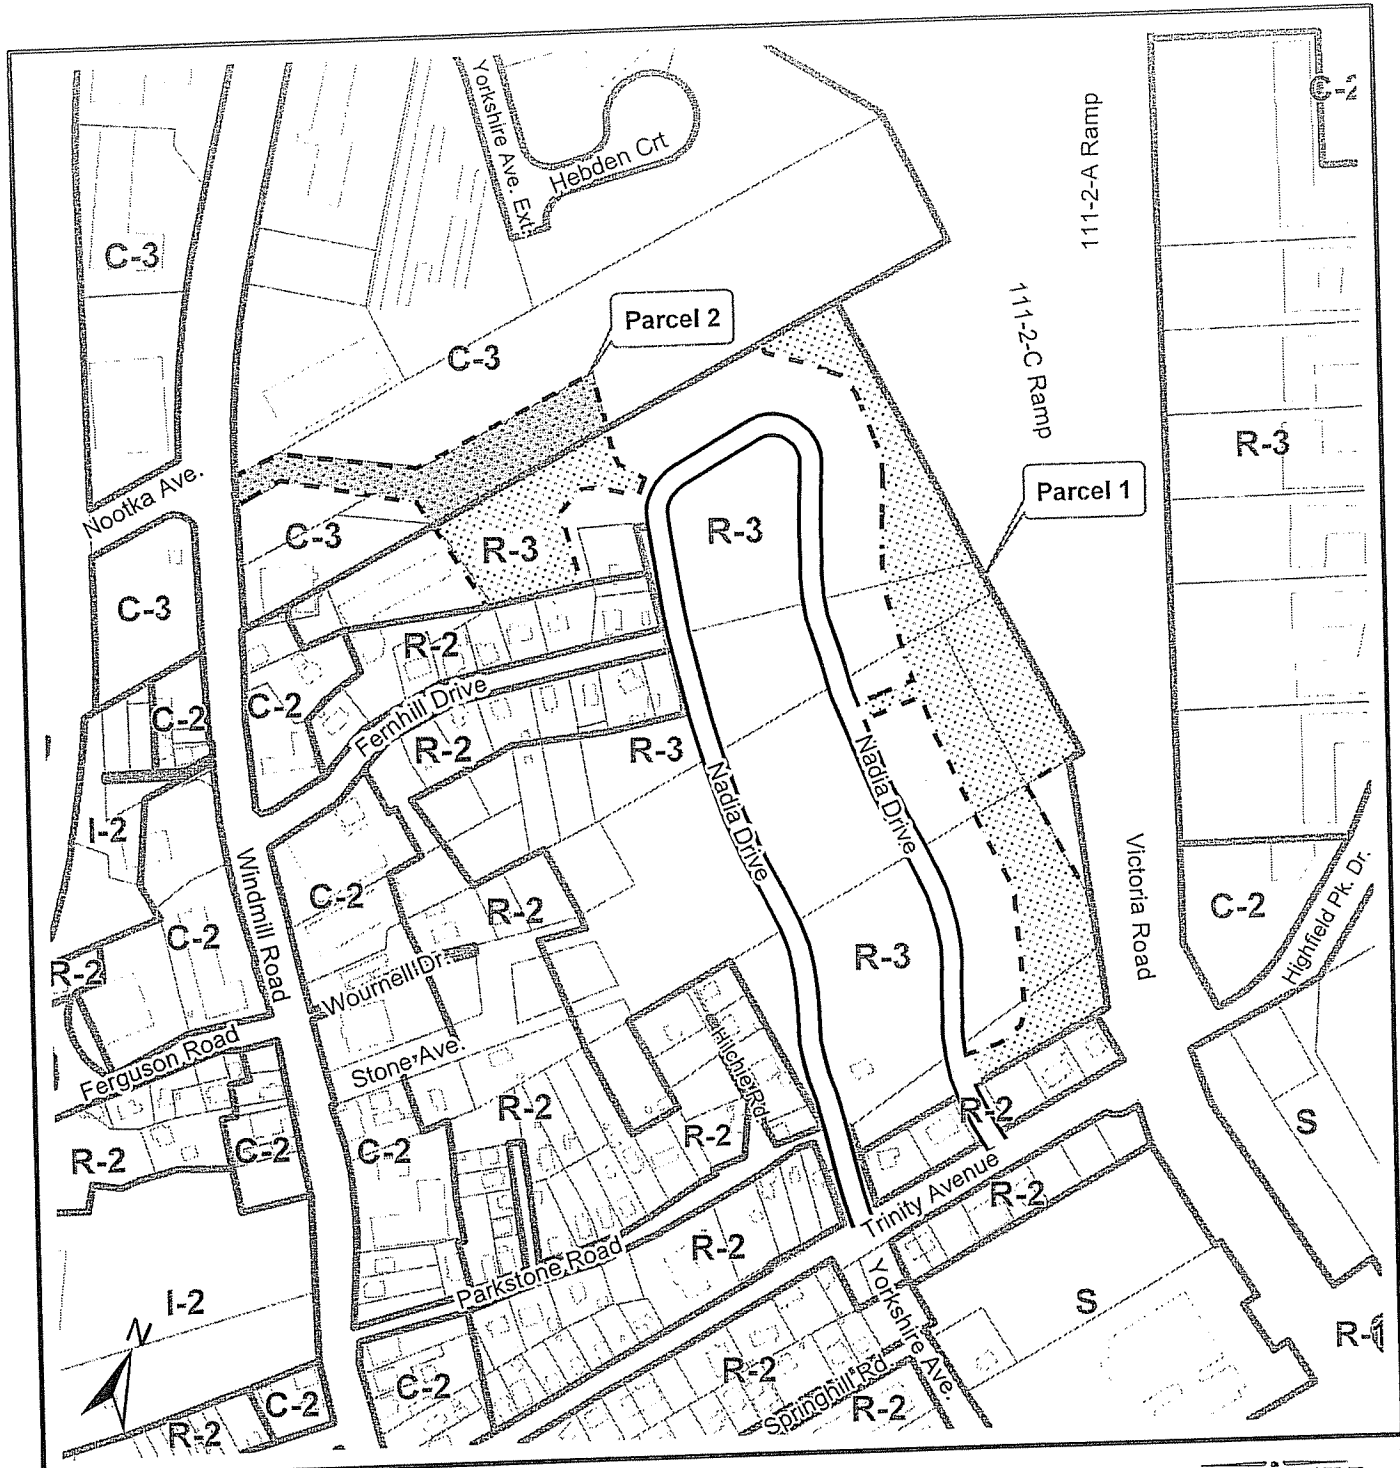 Yorkshire Ave. Ext.
Hebden Crt
111-2-A Ramp
C-2
C-3
Parcel 2
111-2-C Ramp
C-3
R-3
Parcel 1
Nootka Ave.
C-3
R-3
R-3
C-3
R-2
C-2
C-2
Fernhill Drive
R-2
R-3
Nadia Drive
Nadia Drive
I-2
Windmill Road
C-2
R-2
Victoria Road
C-2
Highfield Pk. Dr.
C-2
R-3
R-2
Wournell Dr.
Ferguson Road
Stone Ave.
Hilchie Rd
R-2
R-2
R-2
S
R-2
C-2
C-2
Trinity Avenue
R-2
Parkstone Road
R-2
Yorkshire Ave.
I-2
S
N
C-2
R-2
Springhill Rd.
R-2
C-2
R-2